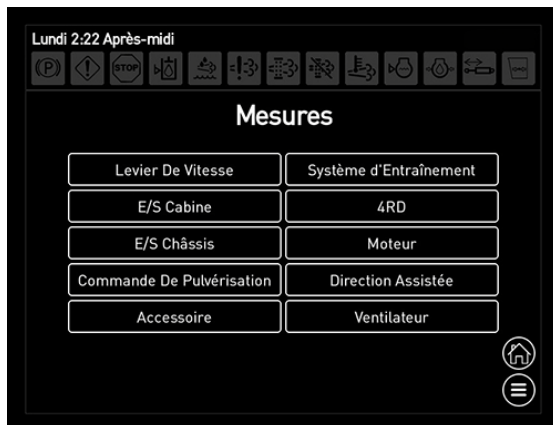 Lundi 2:22 Après-midi
(P) STOP
Mesures
Levier De Vitesse Système d'Entraînement
E/S Cabine 4RD
E/S Châssis Moteur
Commande De Pulvérisation Direction Assistée
Accessoire Ventilateur